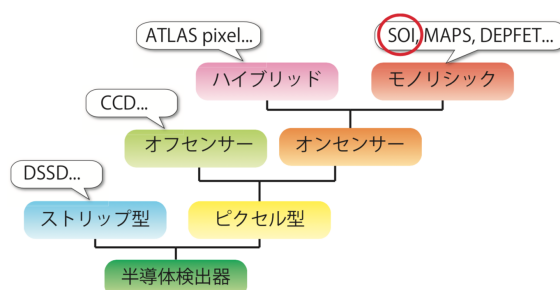 ATLAS pixel...
SOI, MAPS, DEPFET...
ハイブリッド
モノリシック
CCD...
オフセンサー
オンセンサー
DSSD...
ストリップ型
ピクセル型
半導体検出器